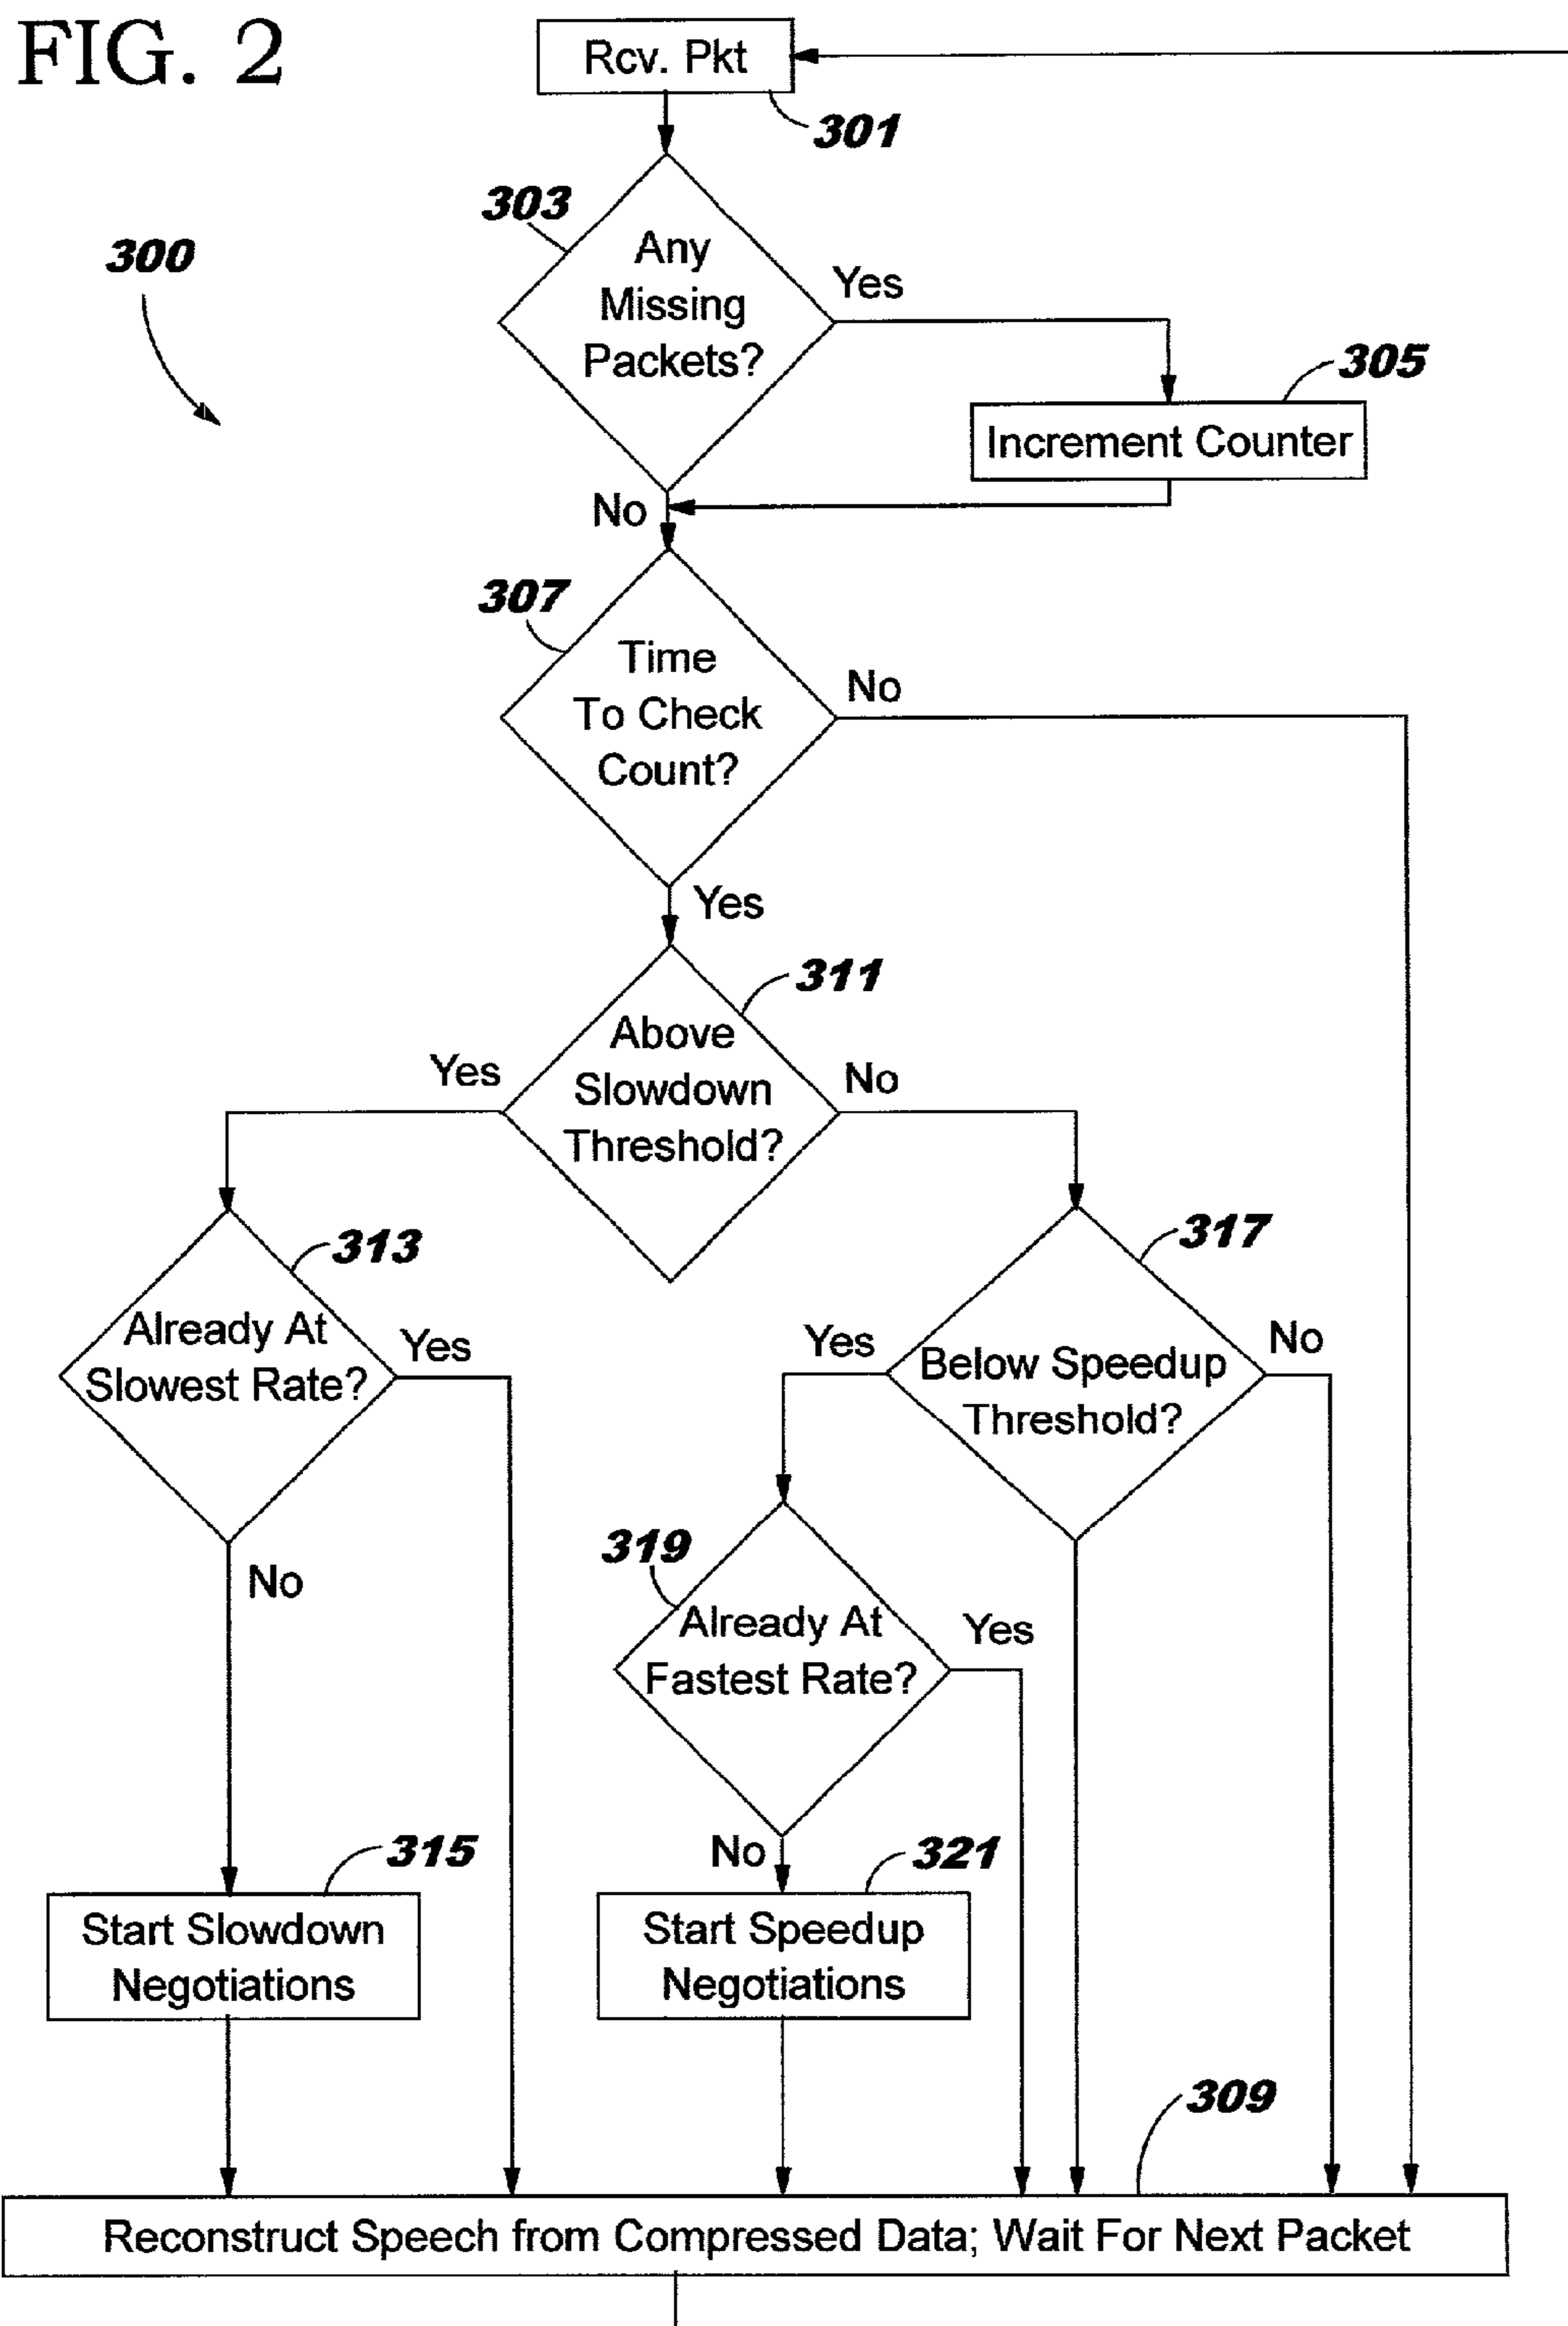 FIG. 2
Rcv. Pkt
301
303
300
Any
Missing
Packets?
Yes
305
Increment Counter
No
307
Time
To Check
Count?
No
Yes
311
Above
Slowdown
Threshold?
Yes
No
313
317
Already At
Slowest Rate?
Yes
Yes
Below Speedup
Threshold?
No
319
No
Already At
Fastest Rate?
Yes
315
No
321
Start Slowdown
Negotiations
Start Speedup
Negotiations
309
Reconstruct Speech from Compressed Data; Wait For Next Packet